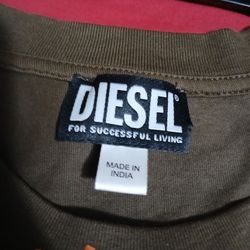 DIESEL®
FOR SUCCESSFUL LIVING
MADE IN
INDIA